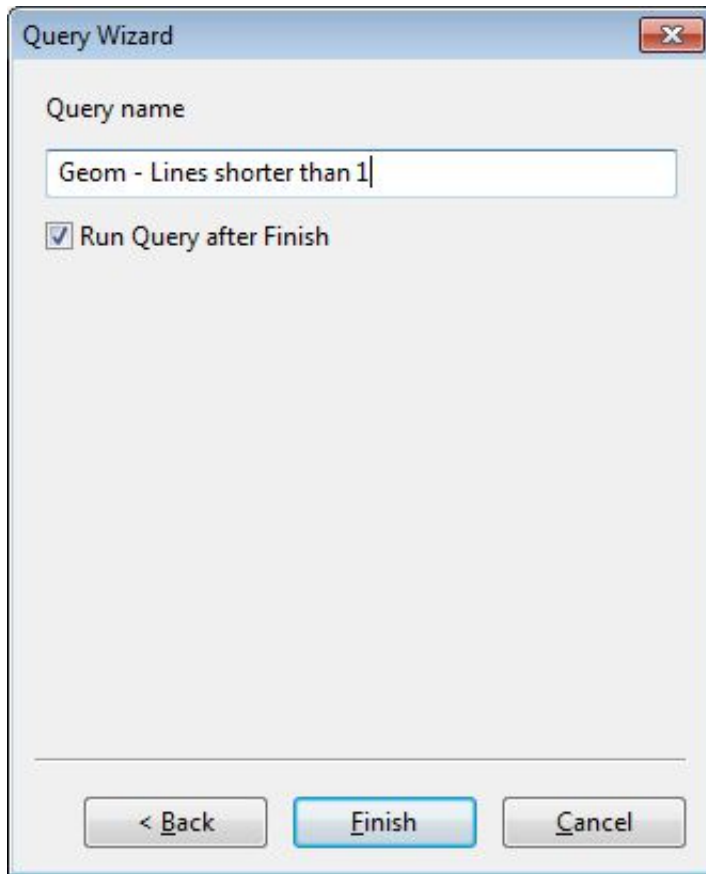 Query Wizard
Query name
Geom - Lines shorter than 1
Run Query after Finish
< Back Finish Cancel